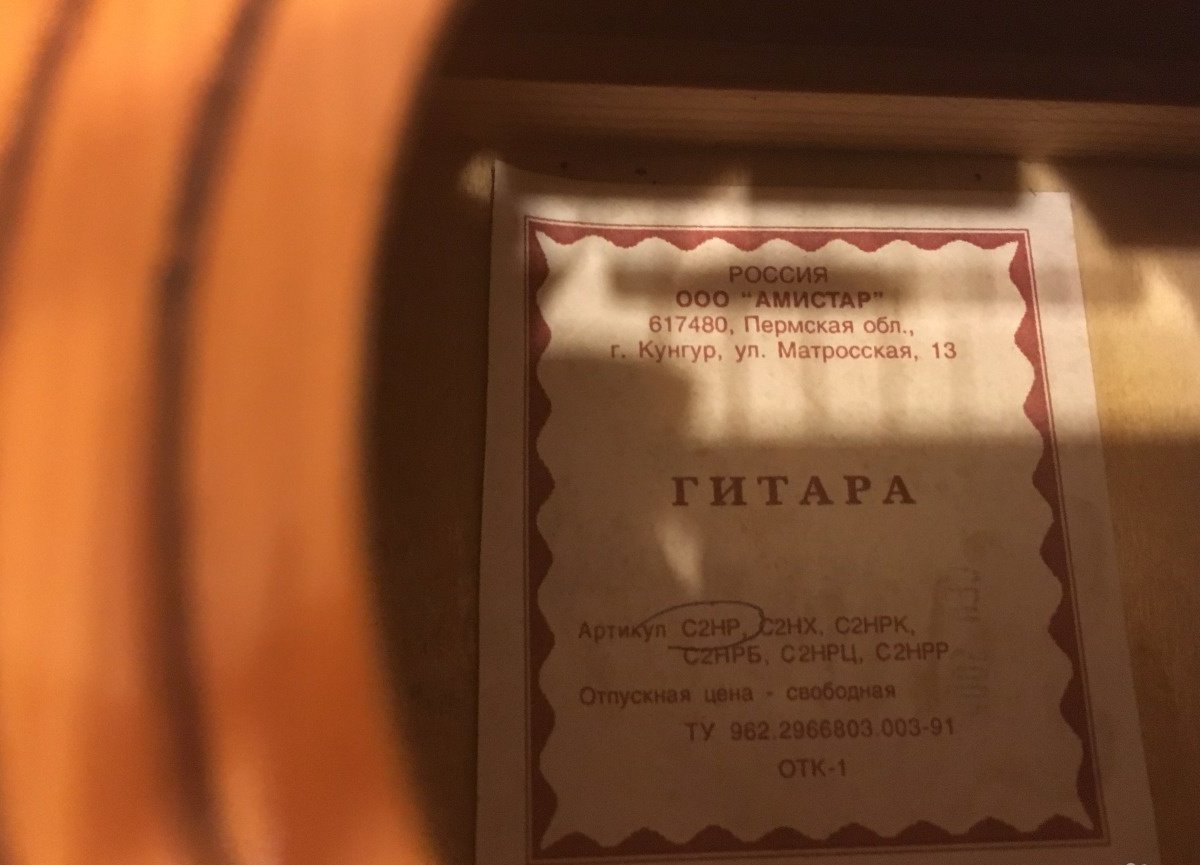 РОССИЯ
ООО "АМИСТАР"
617480, Пермская обл.,
г. Кунгур, ул. Матросская, 13
ГИТАРА
Артикул С2НР, С2НХ, С2НРК,
С2НРБ, С2НРЦ, С2НРР
Отпускная цена - свободная
ТУ 962.2966803.003-91
ОТК-1